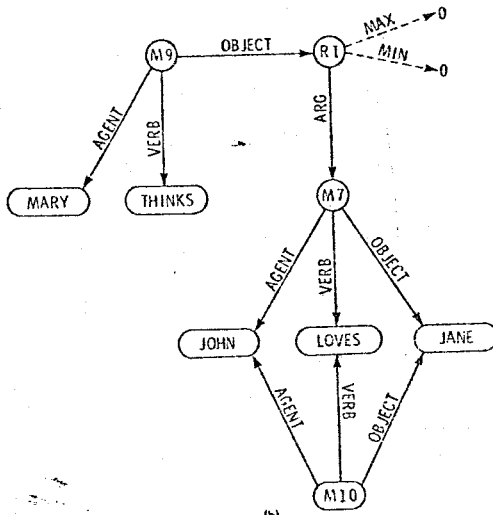 MAX 0
M9 OBJECT R1
MIN 0
AGENT VERB ARG
MARY THINKS M7
AGENT VERB OBJECT
JOHN LOVES JANE
AGENT VERB OBJECT
M10
(b)